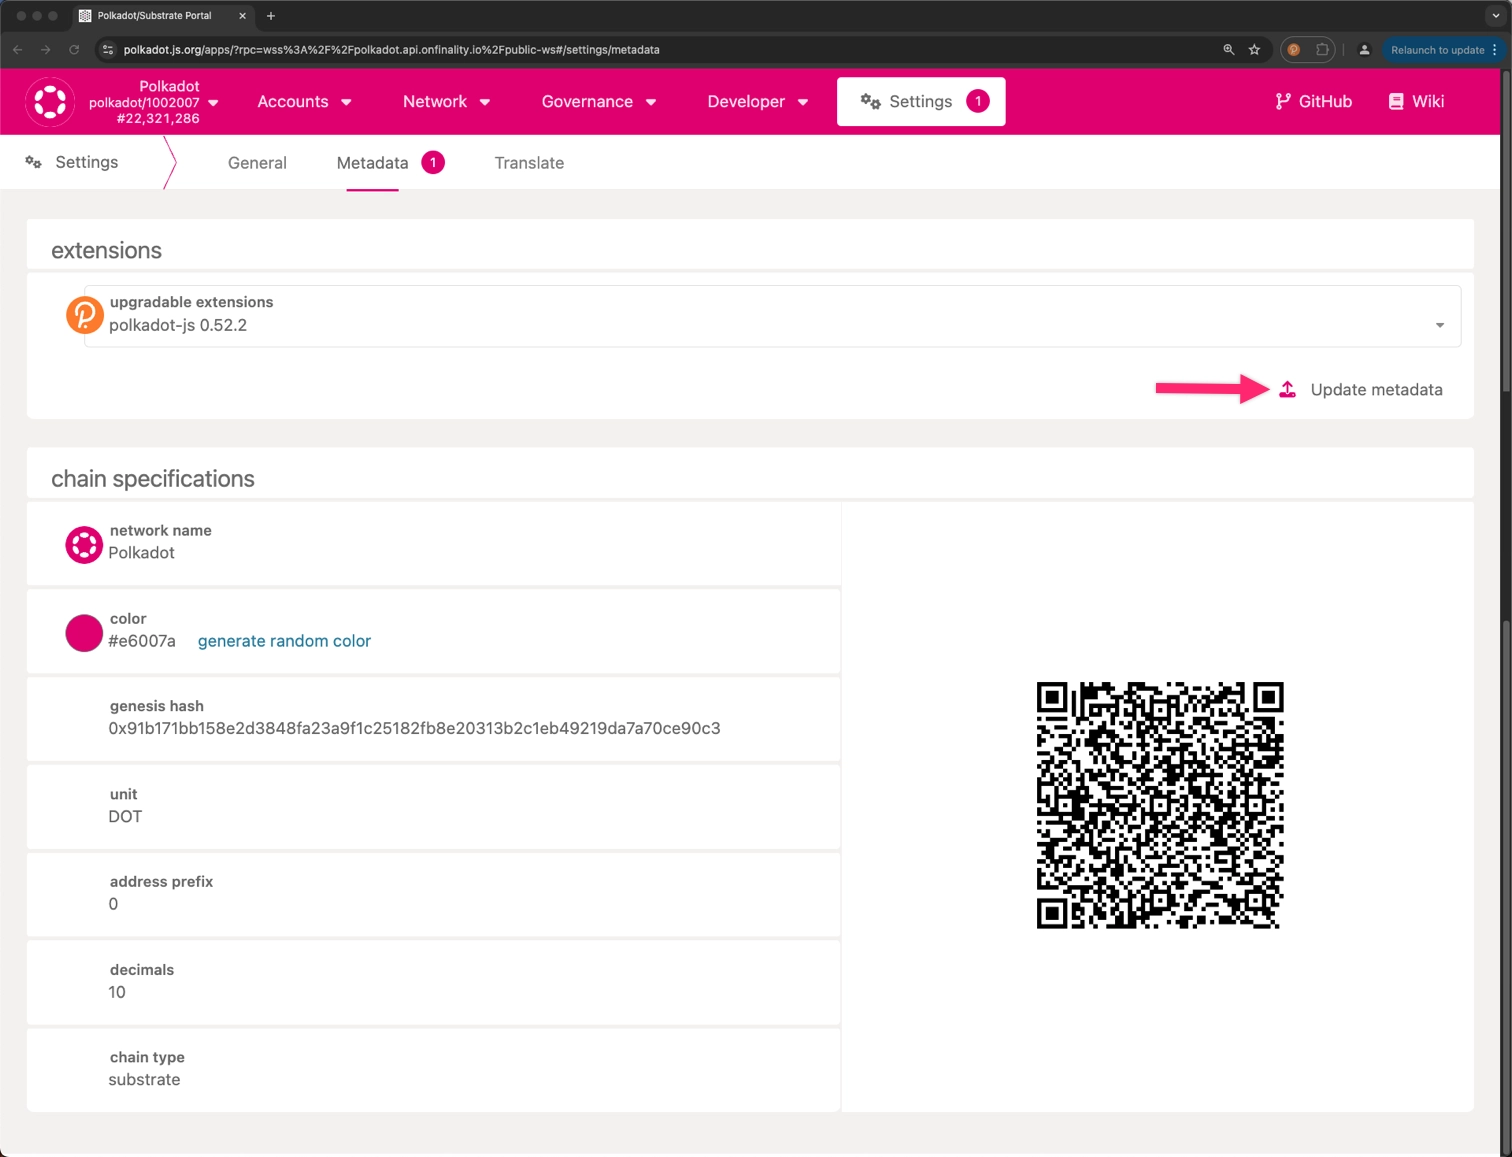 Polkadot/Substrate Portal
polkadot.js.org/apps/?rpc=wss%3A%2F%2Fpolkadot.api.onfinality.io%2Fpublic-ws#/settings/metadata
Relaunch to update
Polkadot
polkadot/1002007
#22,321,286
Accounts
Network
Governance
Developer
Settings 1
GitHub
Wiki
Settings
General
Metadata 1
Translate
extensions
upgradable extensions
polkadot-js 0.52.2
Update metadata
chain specifications
network name
Polkadot
color
#e6007a generate random color
genesis hash
0x91b171bb158e2d3848fa23a9f1c25182fb8e20313b2c1eb49219da7a70ce90c3
unit
DOT
address prefix
0
decimals
10
chain type
substrate